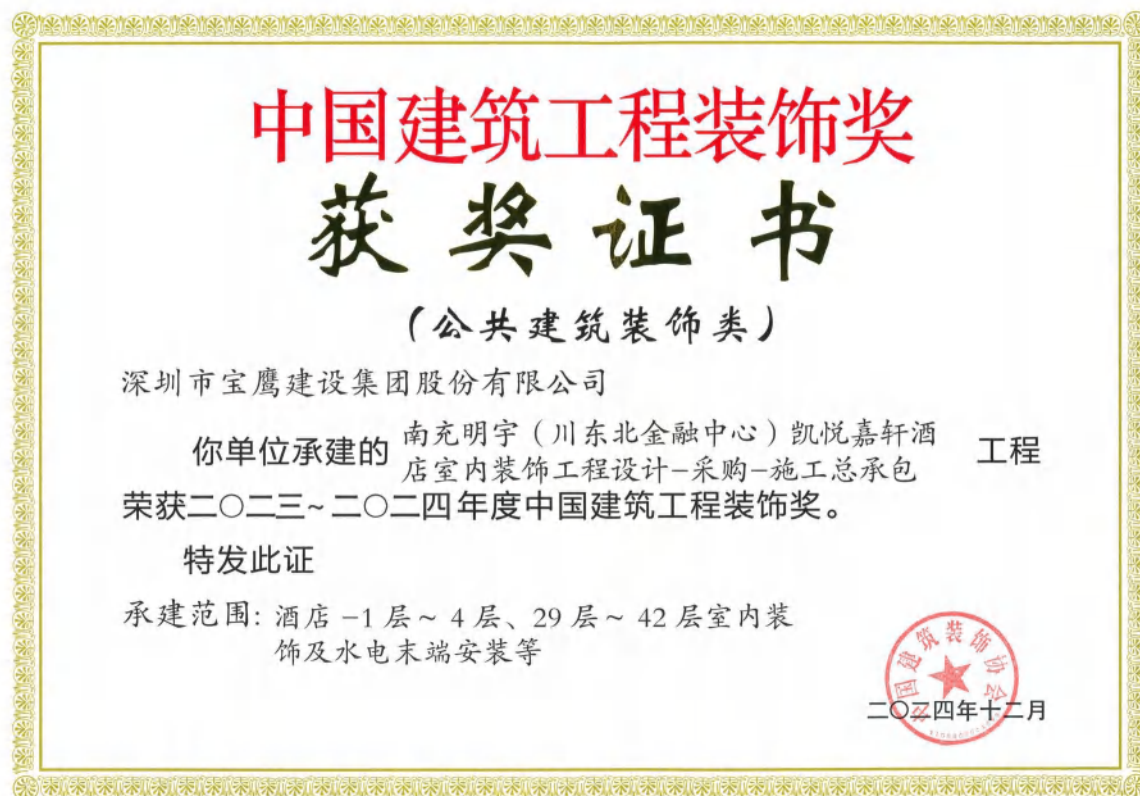 中国建筑工程装饰奖
获奖证书
(公共建筑装饰类)
深圳市宝鹰建设集团股份有限公司
你单位承建的 南充明宇(川东北金融中心)凯悦嘉轩酒
店室内装饰工程设计-采购-施工总承包 工程
荣获二〇二三~二〇二四年度中国建筑工程装饰奖。
特发此证
承建范围: 酒店 -1 层 ~ 4 层、29 层 ~ 42 层室内装
饰及水电末端安装等
中国建筑装饰协会
二〇二四年十二月